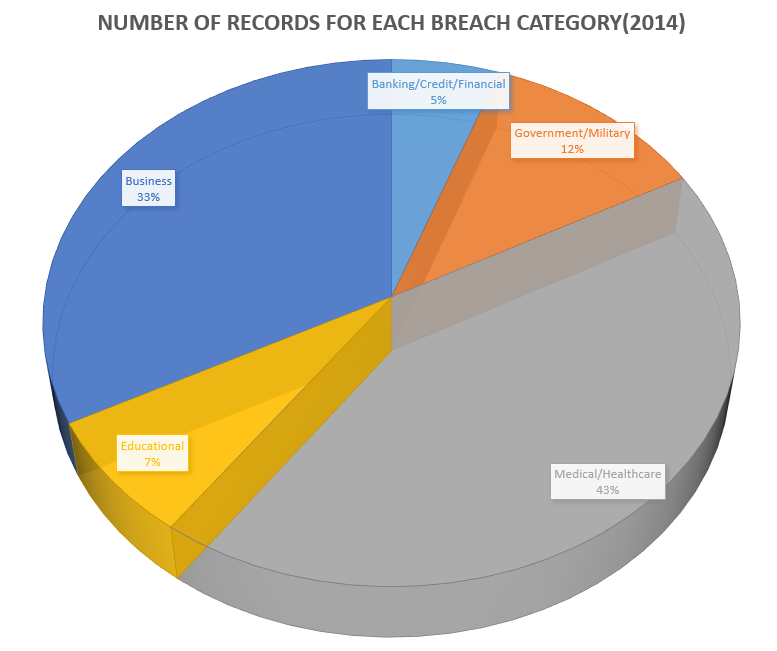 NUMBER OF RECORDS FOR EACH BREACH CATEGORY(2014)
Banking/Credit/Financial
5%
Government/Military
12%
Business
33%
Educational
7%
Medical/Healthcare
43%